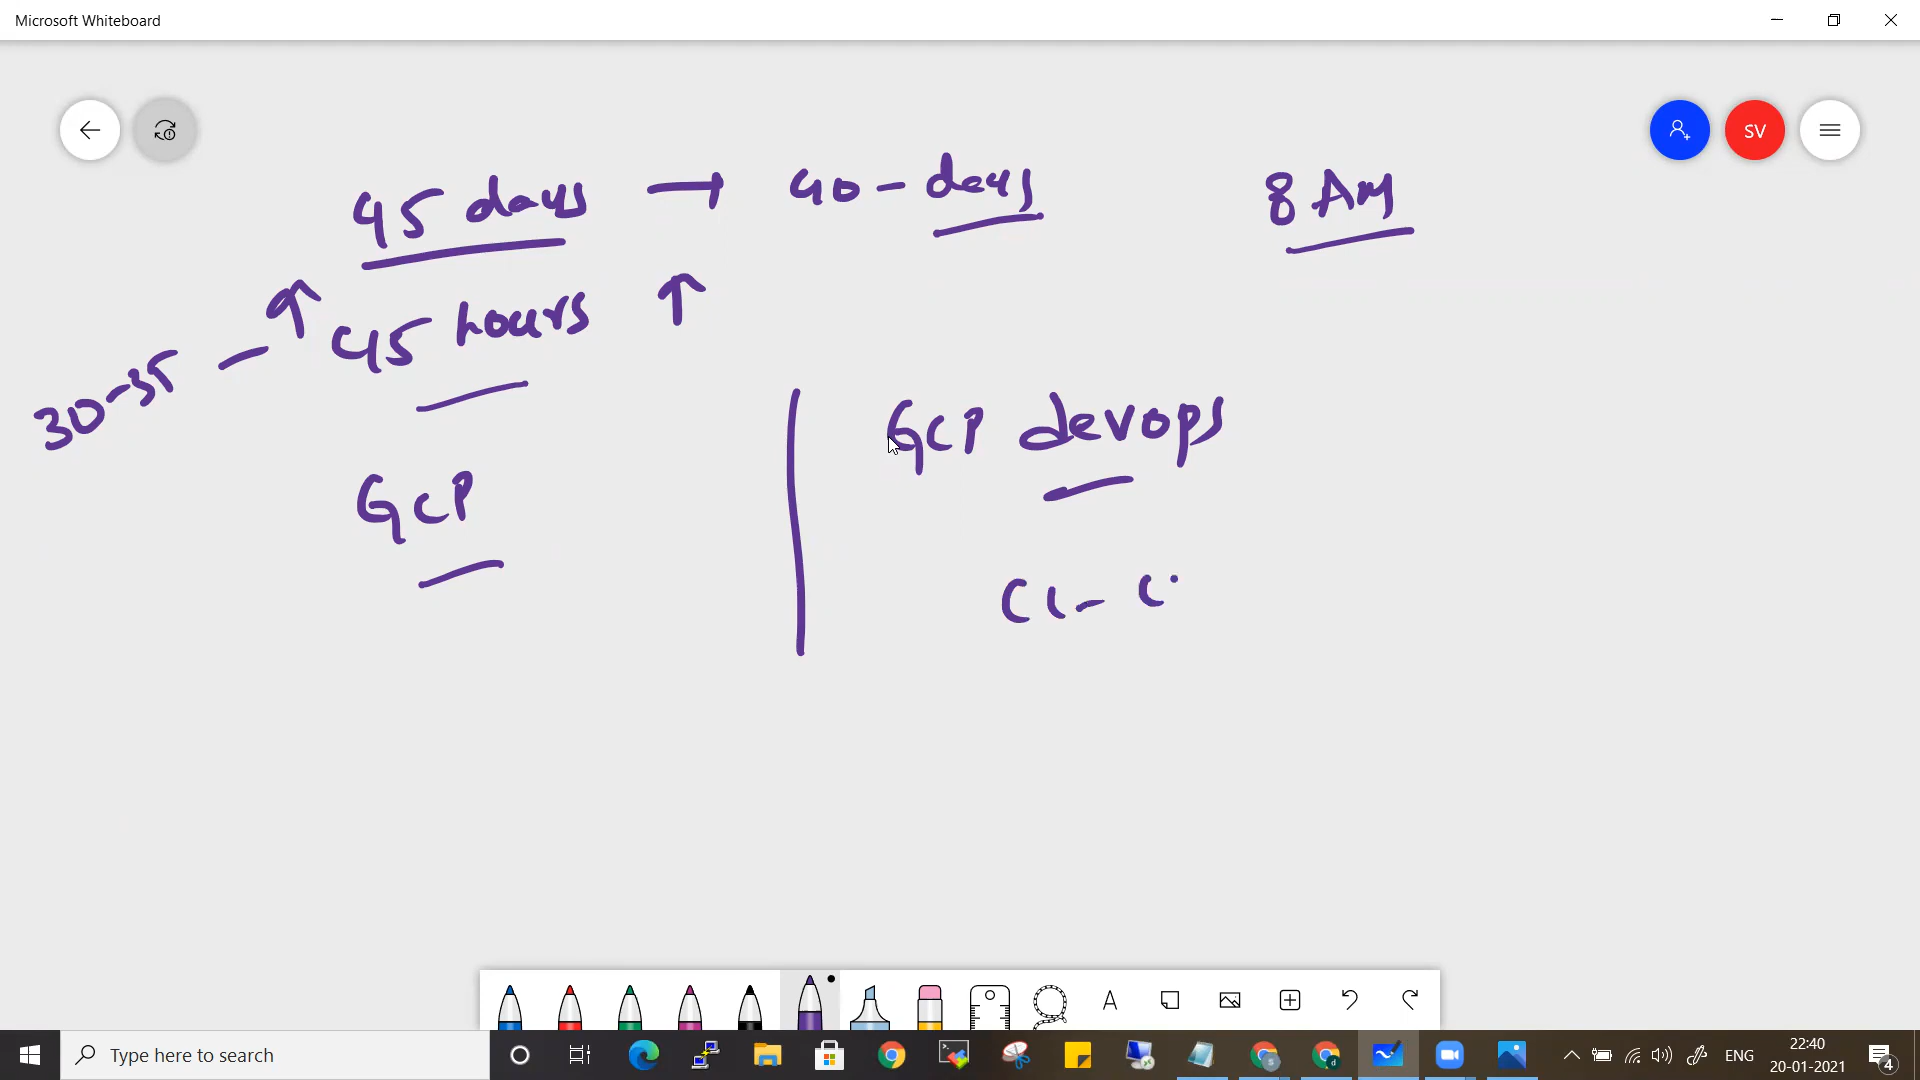 Microsoft Whiteboard
SV
45 days → 40 - days
8 AM
30-35 - ↑ 45 hours ↑
GCP
GCP devops
CI -
A
Type here to search
ENG
22:40
20-01-2021
4